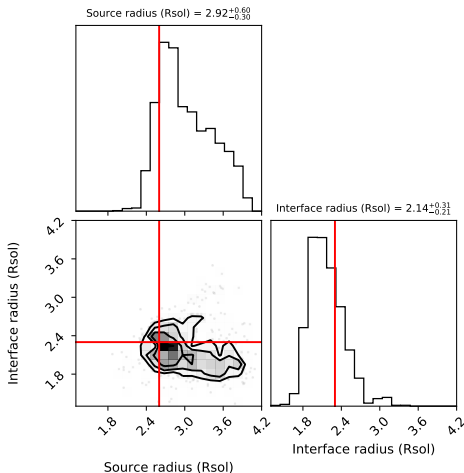 Source radius (Rsol) = 2.92+0.60−0.30
Interface radius (Rsol) = 2.14+0.31−0.21
4.2
3.6
3.0
2.4
1.8
Interface radius (Rsol)
1.8 2.4 3.0 3.6 4.2
Source radius (Rsol)
1.8 2.4 3.0 3.6 4.2
Interface radius (Rsol)